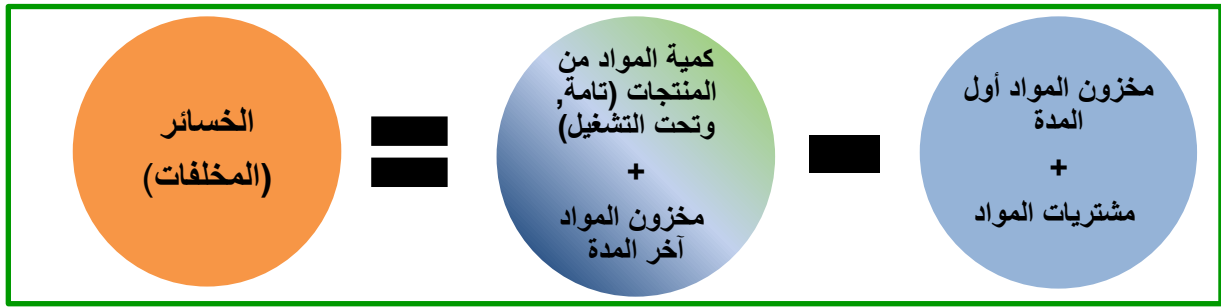 مخزون المواد أول
المدة
+
مشتريات المواد
كمية المواد من
المنتجات (تامة,
وتحت التشغيل)
+
مخزون المواد
آخر المدة
الخسائر
(المخلفات)